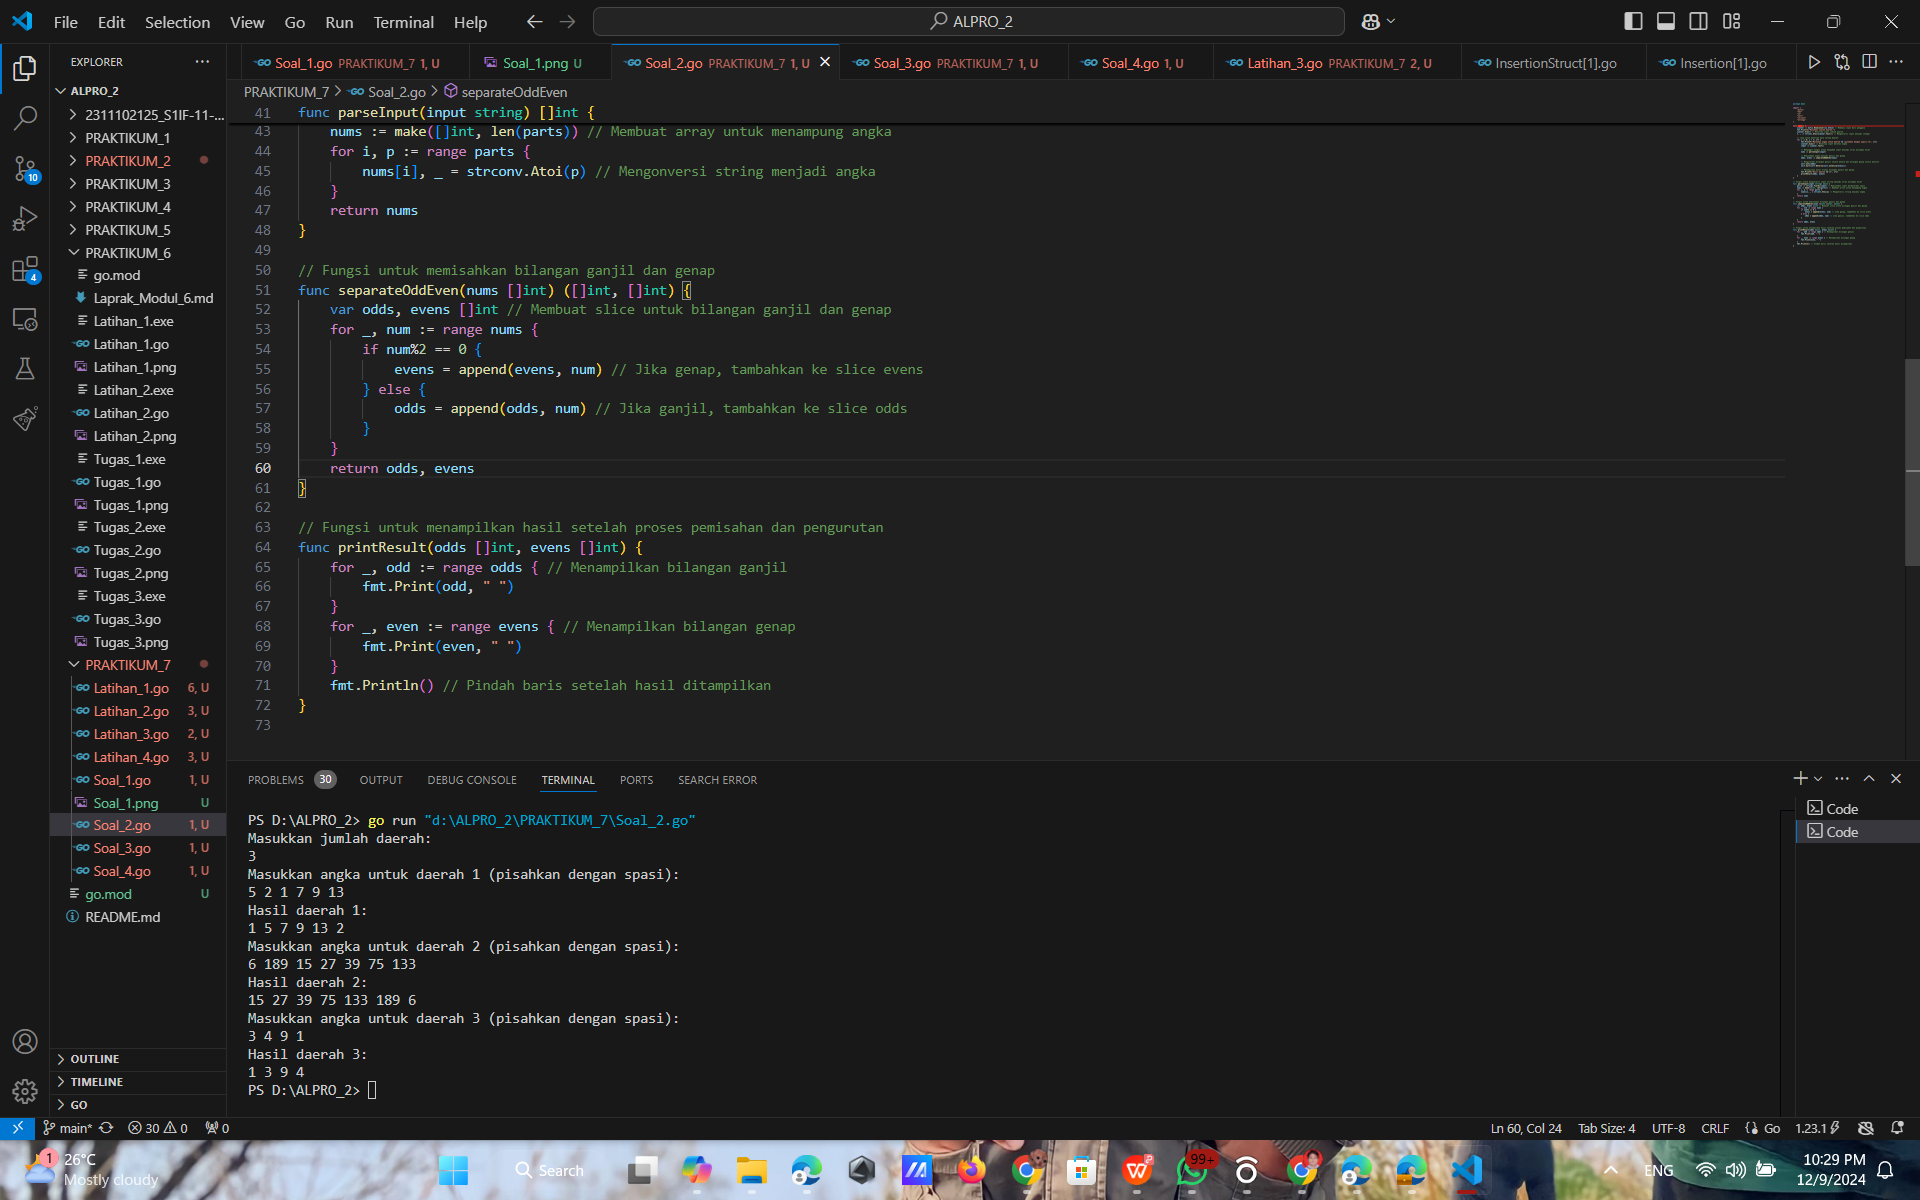 File Edit Selection View Go Run Terminal Help
ALPRO_2
EXPLORER
Soal_1.go PRAKTIKUM_7 1, U
Soal_1.png U
Soal_2.go PRAKTIKUM_7 1, U
Soal_3.go PRAKTIKUM_7 1, U
Soal_4.go 1, U
Latihan_3.go PRAKTIKUM_7 2, U
InsertionStruct[1].go
Insertion[1].go
PRAKTIKUM_7 > Soal_2.go > separateOddEven
ALPRO_2
2311102125_S1IF-11-...
PRAKTIKUM_1
PRAKTIKUM_2
PRAKTIKUM_3
PRAKTIKUM_4
PRAKTIKUM_5
PRAKTIKUM_6
go.mod
Laprak_Modul_6.md
Latihan_1.exe
Latihan_1.go
Latihan_1.png
Latihan_2.exe
Latihan_2.go
Latihan_2.png
Tugas_1.exe
Tugas_1.go
Tugas_1.png
Tugas_2.exe
Tugas_2.go
Tugas_2.png
Tugas_3.exe
Tugas_3.go
Tugas_3.png
PRAKTIKUM_7
Latihan_1.go 6, U
Latihan_2.go 3, U
Latihan_3.go 2, U
Latihan_4.go 3, U
Soal_1.go 1, U
Soal_1.png U
Soal_2.go 1, U
Soal_3.go 1, U
Soal_4.go 1, U
go.mod U
README.md
OUTLINE
TIMELINE
GO
10
4
41 func parseInput(input string) []int {
43 nums := make([]int, len(parts)) // Membuat array untuk menampung angka
44 for i, p := range parts {
45 nums[i], _ = strconv.Atoi(p) // Mengonversi string menjadi angka
46 }
47 return nums
48 }
49
50 // Fungsi untuk memisahkan bilangan ganjil dan genap
51 func separateOddEven(nums []int) ([]int, []int) {
52 var odds, evens []int // Membuat slice untuk bilangan ganjil dan genap
53 for _, num := range nums {
54 if num%2 == 0 {
55 evens = append(evens, num) // Jika genap, tambahkan ke slice evens
56 } else {
57 odds = append(odds, num) // Jika ganjil, tambahkan ke slice odds
58 }
59 }
60 return odds, evens
61 }
62
63 // Fungsi untuk menampilkan hasil setelah proses pemisahan dan pengurutan
64 func printResult(odds []int, evens []int) {
65 for _, odd := range odds { // Menampilkan bilangan ganjil
66 fmt.Print(odd, " ")
67 }
68 for _, even := range evens { // Menampilkan bilangan genap
69 fmt.Print(even, " ")
70 }
71 fmt.Println() // Pindah baris setelah hasil ditampilkan
72 }
73
PROBLEMS 30 OUTPUT DEBUG CONSOLE TERMINAL PORTS SEARCH ERROR
Code
Code
PS D:\ALPRO_2> go run "d:\ALPRO_2\PRAKTIKUM_7\Soal_2.go"
Masukkan jumlah daerah:
3
Masukkan angka untuk daerah 1 (pisahkan dengan spasi):
5 2 1 7 9 13
Hasil daerah 1:
1 5 7 9 13 2
Masukkan angka untuk daerah 2 (pisahkan dengan spasi):
6 189 15 27 39 75 133
Hasil daerah 2:
15 27 39 75 133 189 6
Masukkan angka untuk daerah 3 (pisahkan dengan spasi):
3 4 9 1
Hasil daerah 3:
1 3 9 4
PS D:\ALPRO_2>
main* 30 0 0
Ln 60, Col 24 Tab Size: 4 UTF-8 CRLF Go 1.23.1
1
26°C
Mostly cloudy
Search
99+
ENG
10:29 PM
12/9/2024